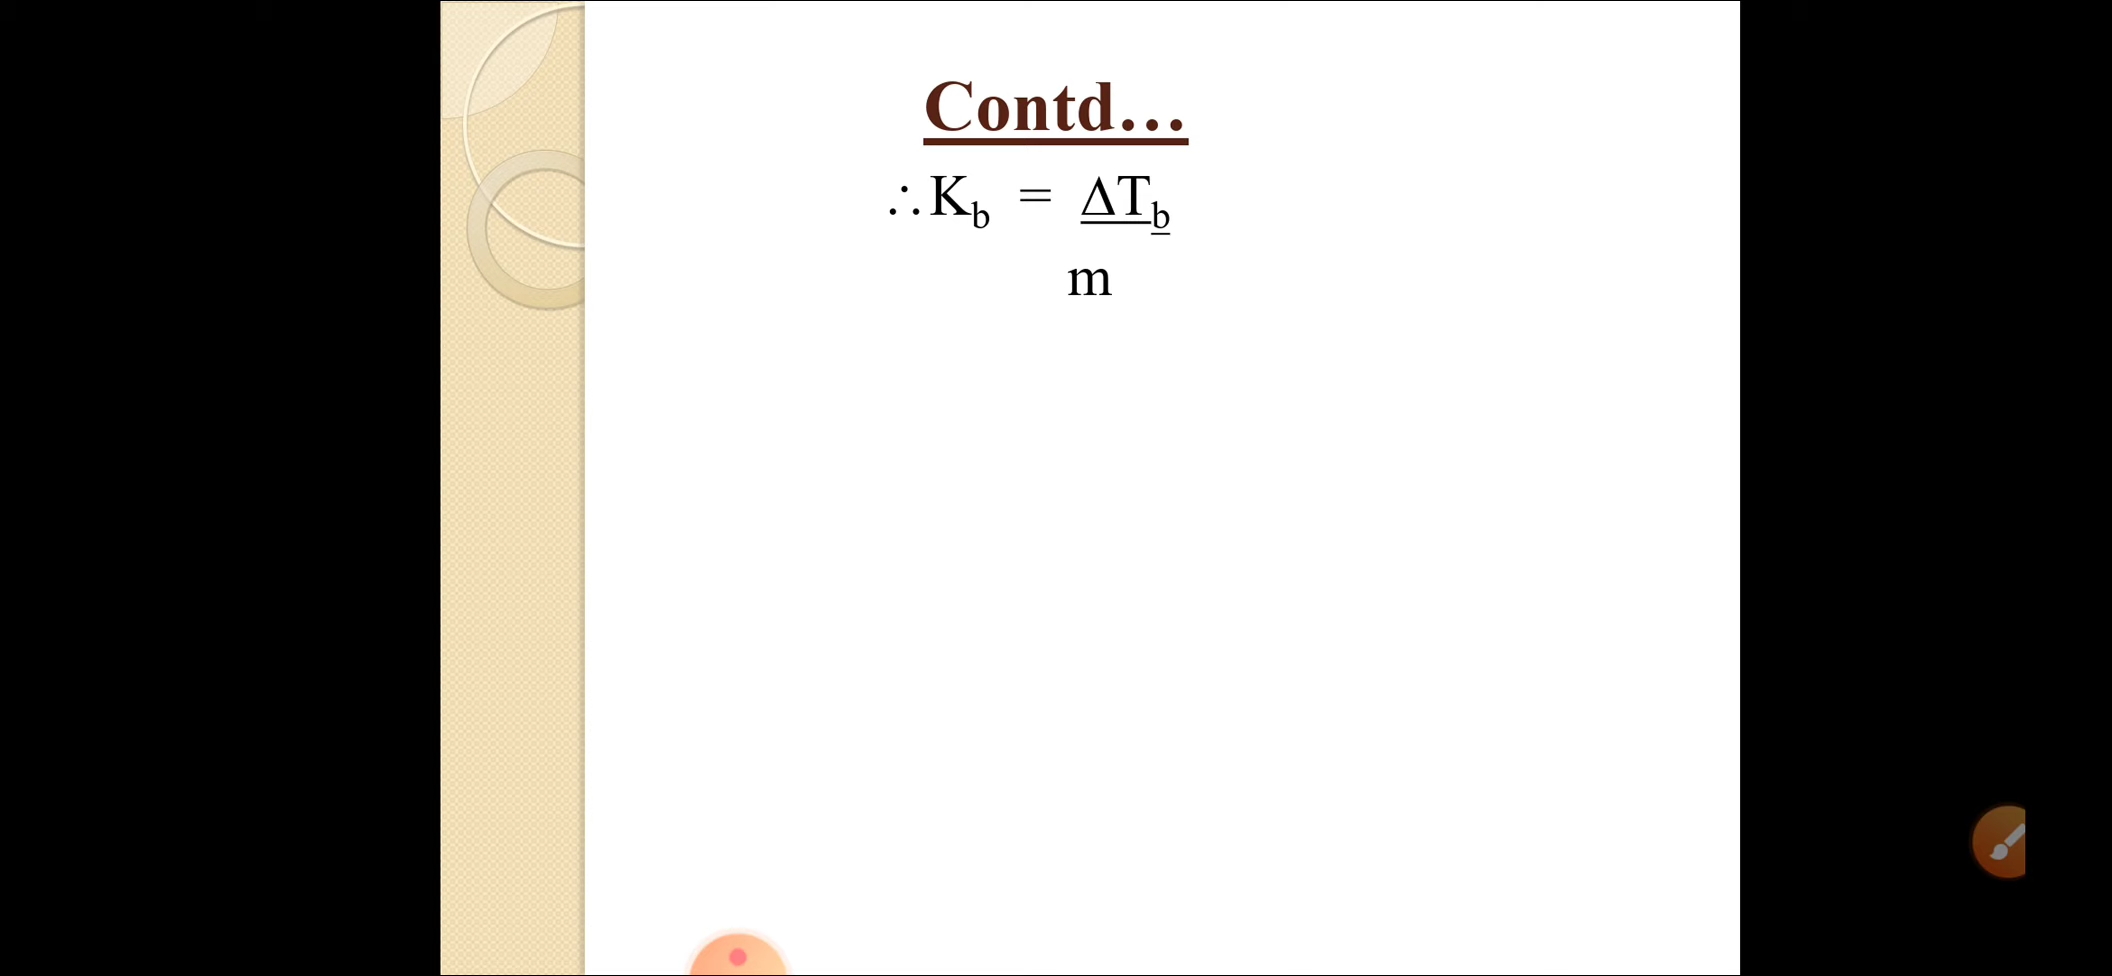 Contd…
∴K_b = ΔT_b
m